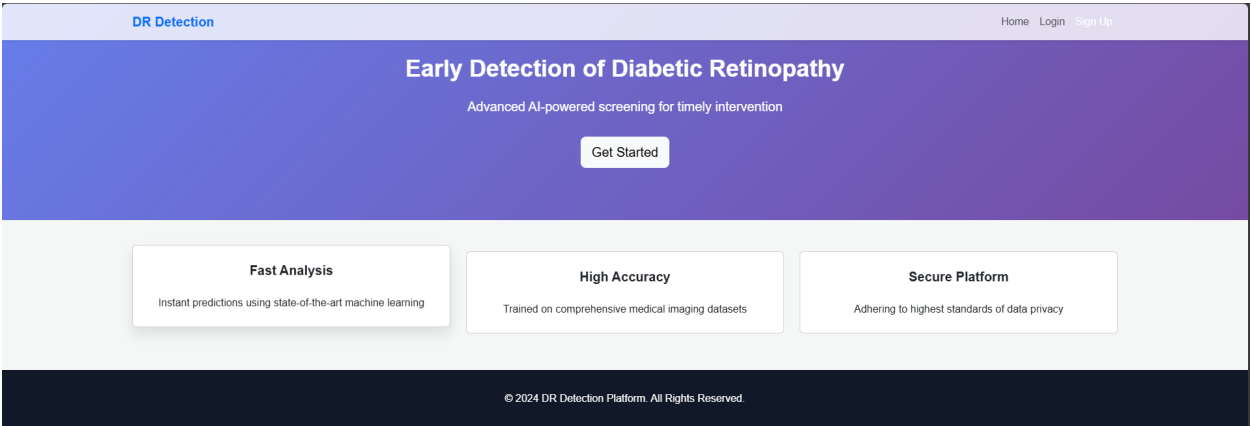 DR Detection
Home Login Sign Up
Early Detection of Diabetic Retinopathy
Advanced AI-powered screening for timely intervention
Get Started
Fast Analysis
Instant predictions using state-of-the-art machine learning
High Accuracy
Trained on comprehensive medical imaging datasets
Secure Platform
Adhering to highest standards of data privacy
© 2024 DR Detection Platform. All Rights Reserved.